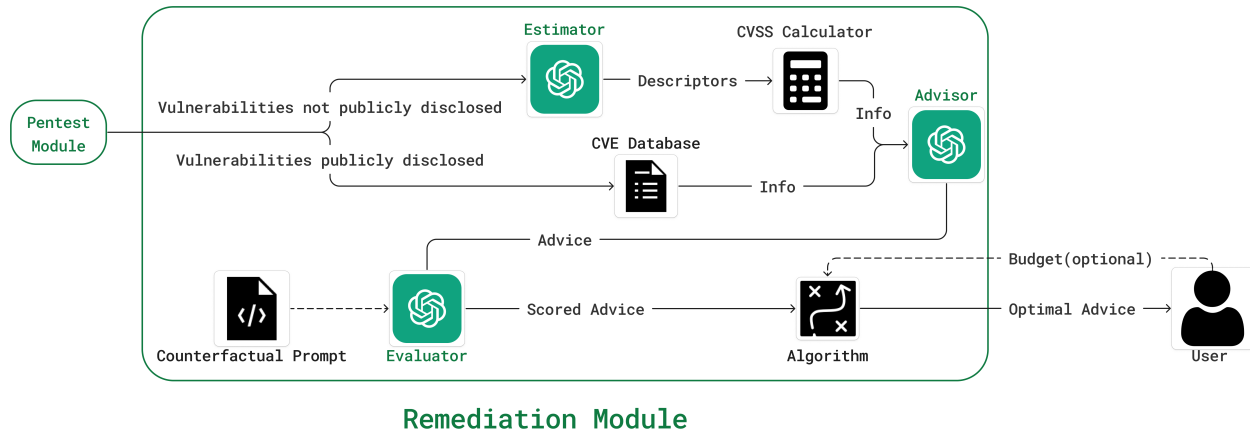 Estimator
CVSS Calculator
Descriptors
Advisor
Vulnerabilities not publicly disclosed
Info
Pentest
Module
CVE Database
Vulnerabilities publicly disclosed
Info
Advice
Budget(optional)
</>
Scored Advice
Optimal Advice
Counterfactual Prompt
Evaluator
Algorithm
User
Remediation Module